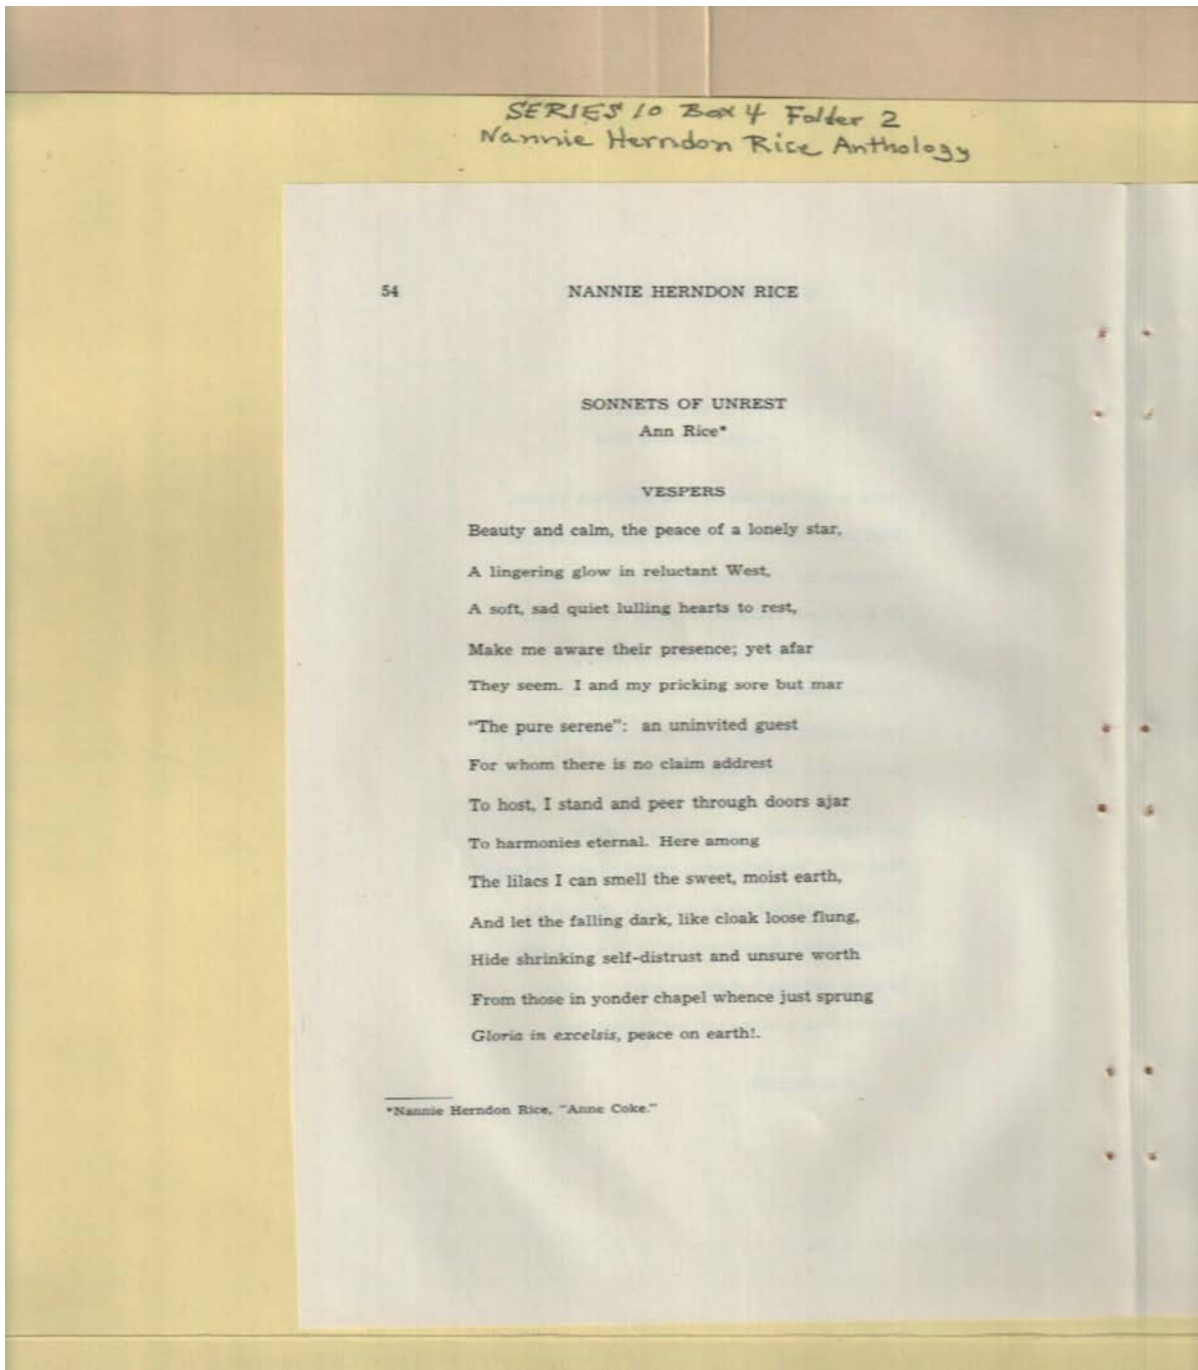 SERIES 10 Box 4 Folder 2
Nannie Herndon Rice Anthology
54 NANNIE HERNDON RICE
SONNETS OF UNREST
Ann Rice*
VESPERS
Beauty and calm, the peace of a lonely star,
A lingering glow in reluctant West,
A soft, sad quiet lulling hearts to rest,
Make me aware their presence; yet afar
They seem. I and my pricking sore but mar
“The pure serene”: an uninvited guest
For whom there is no claim addrest
To host, I stand and peer through doors ajar
To harmonies eternal. Here among
The lilacs I can smell the sweet, moist earth,
And let the falling dark, like cloak loose flung,
Hide shrinking self-distrust and unsure worth
From those in yonder chapel whence just sprung
Gloria in excelsis, peace on earth!.
*Nannie Herndon Rice, "Anne Coke."